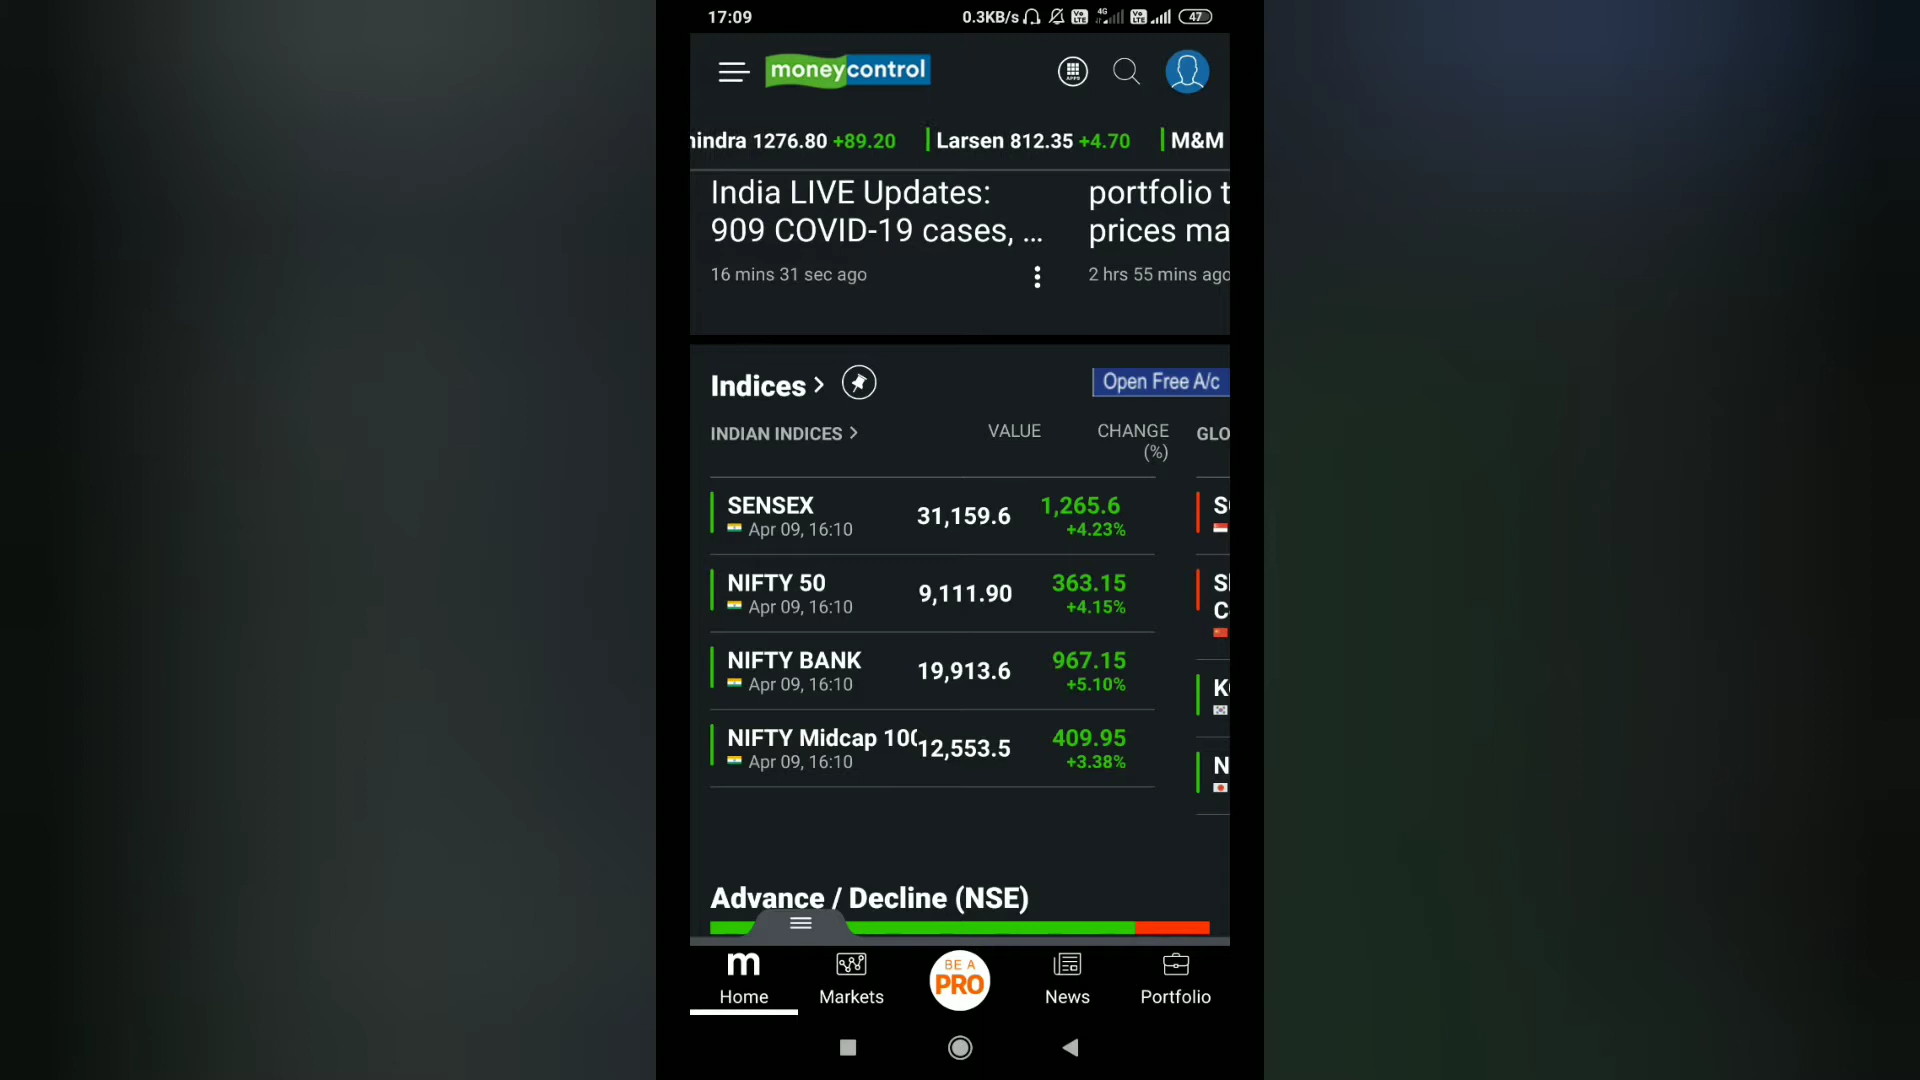 17:09 0.3KB/s 4G 47
moneycontrol
hindra 1276.80 +89.20 Larsen 812.35 +4.70 M&M
India LIVE Updates: portfolio t
909 COVID-19 cases, ... prices ma
16 mins 31 sec ago 2 hrs 55 mins ago
Indices > Open Free A/c
INDIAN INDICES > VALUE CHANGE GLO
(%)
SENSEX 31,159.6 1,265.6
Apr 09, 16:10 +4.23%
NIFTY 50 9,111.90 363.15
Apr 09, 16:10 +4.15%
C
NIFTY BANK 19,913.6 967.15
Apr 09, 16:10 +5.10%
K
NIFTY Midcap 100 12,553.5 409.95
Apr 09, 16:10 +3.38%
N
Advance / Decline (NSE)
m BE A PRO
Home Markets News Portfolio